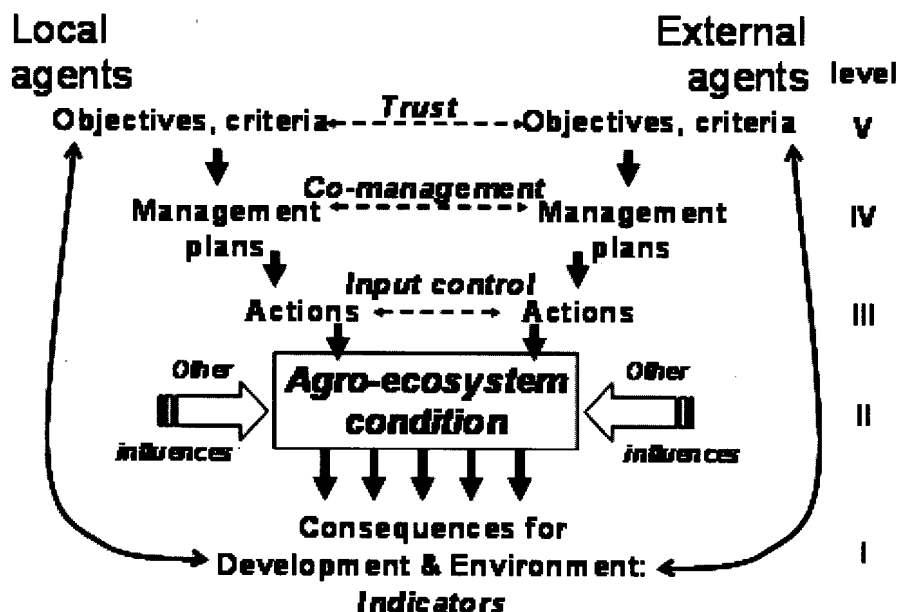 Local
agents
External
agents
level
Objectives, criteria
Trust
Objectives, criteria
V
Management
plans
Co-management
Management
plans
IV
Actions
Input control
Actions
III
Other
influences
Agro-ecosystem
condition
Other
influences
II
Consequences for
Development & Environment:
Indicators
I